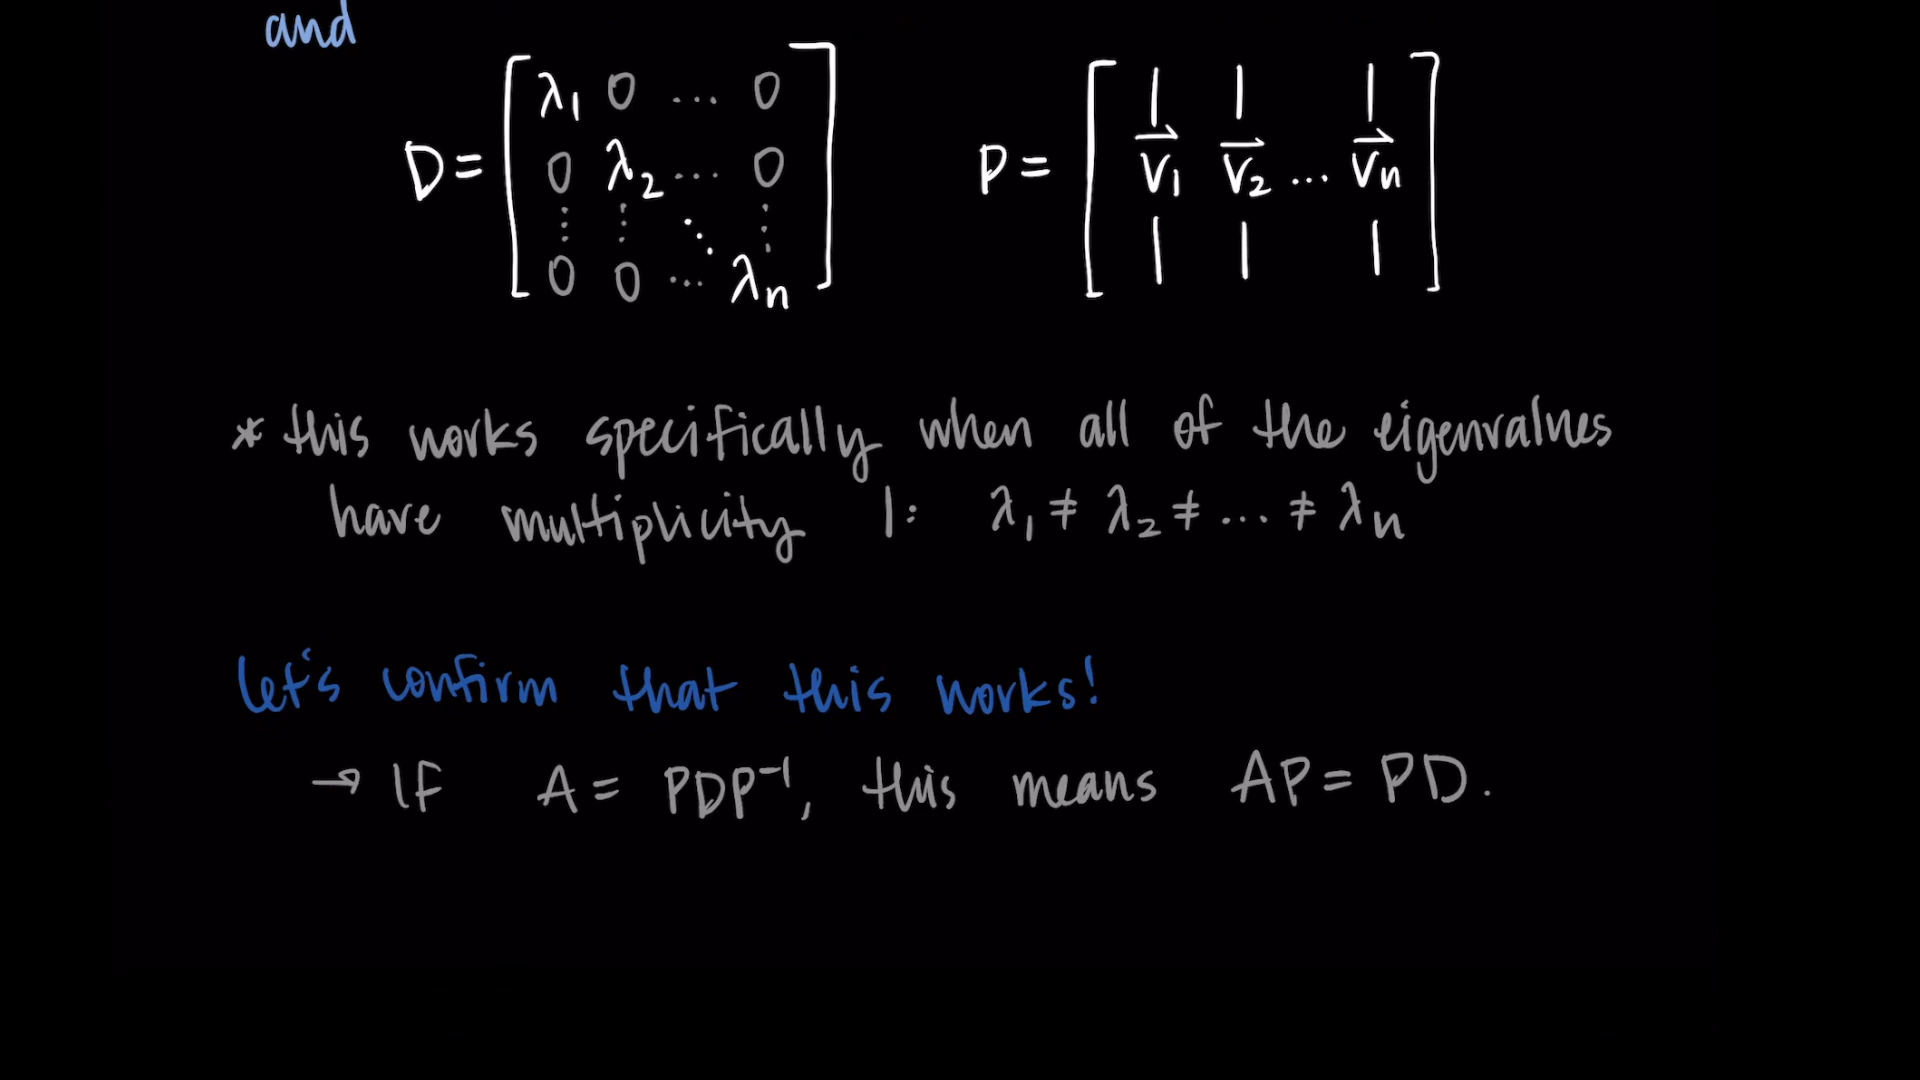 and
D = [ λ₁ 0 ... 0
0 λ₂ ... 0
⋮ ⋮ ⋱ ⋮
0 0 ... λₙ ]
P = [ | | |
v⃗₁ v⃗₂ ... v⃗ₙ
| | | ]
* this works specifically when all of the eigenvalues
have multiplicity 1: λ₁ ≠ λ₂ ≠ ... ≠ λₙ
let's confirm that this works!
→ IF A = PDP⁻¹, this means AP = PD.